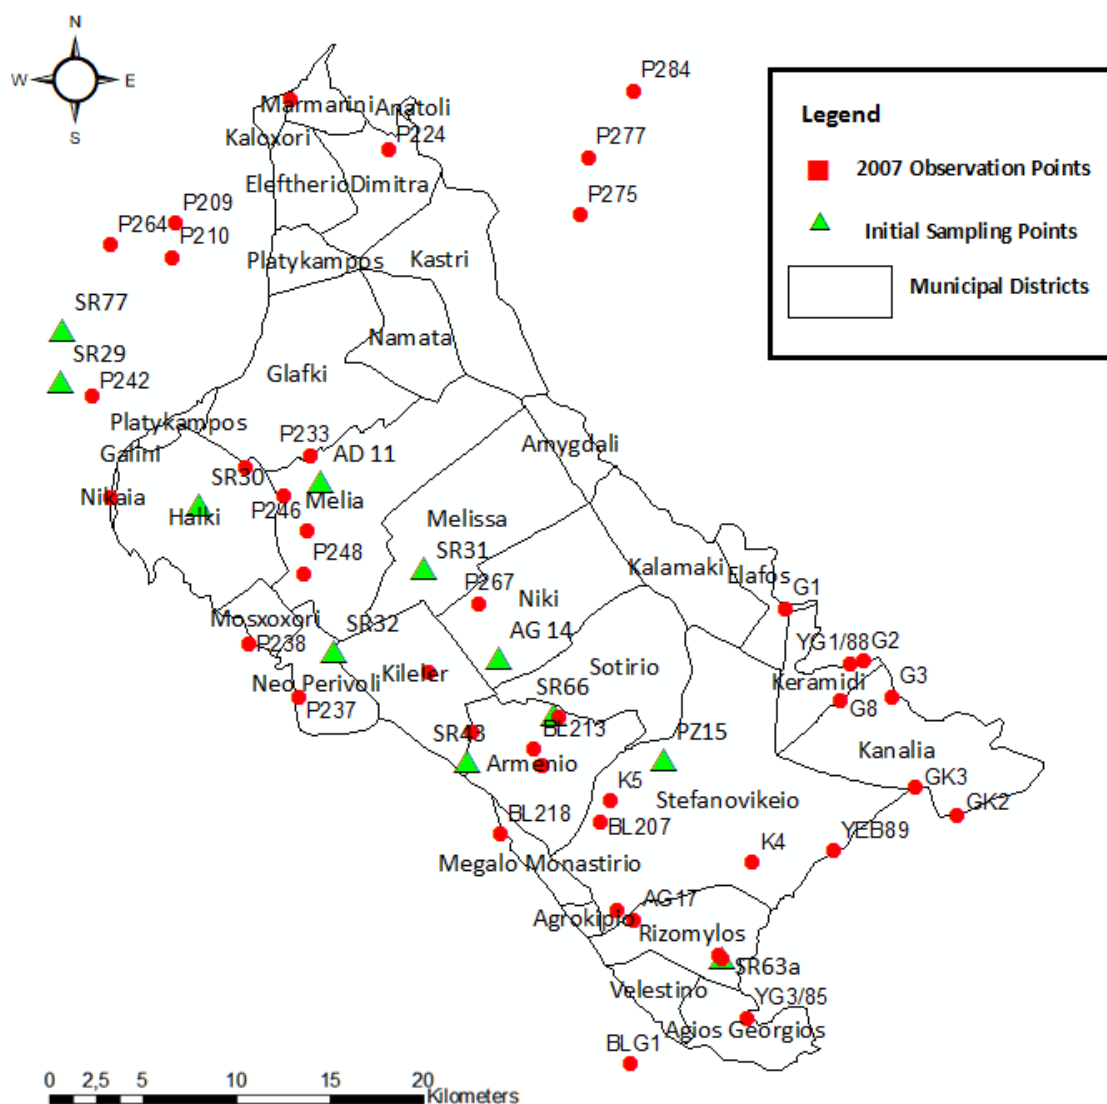 N
W
E
S
P284
Marmarini
Anatoli
Legend
Kaloxori
P224
P277
2007 Observation Points
EleftherioDimitra
P209
P275
P264
P210
Initial Sampling Points
Platykampos
Kastri
Municipal Districts
SR77
Namata
SR29
Glafki
P242
Platykampos
Amygdali
P233
Galini
AD 11
SR30
Nikaia
P246
Melia
Halki
Melissa
P248
SR31
Kalamaki
Elafos
P267
G1
Niki
Mosxoxori
SR32
AG 14
P238
YG1/88
G2
Sotirio
Kileler
Neo Perivoli
Keramidi
SR66
G3
P237
G8
BL213
SR43
PZ15
Kanalia
Armenio
GK3
K5
Stefanovikeio
GK2
BL218
BL207
YEB89
K4
Megalo Monastirio
AG17
Agrokipio
Rizomylos
SR63a
Velestino
YG3/85
Agios Georgios
BLG1
0 2,5 5 10 15 20
Kilometers